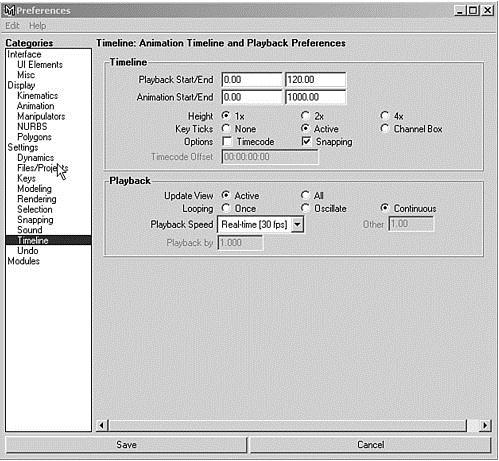 Preferences
Edit Help
Categories
Interface
UI Elements
Misc
Display
Kinematics
Animation
Manipulators
NURBS
Polygons
Settings
Dynamics
Files/Projects
Keys
Modeling
Rendering
Selection
Snapping
Sound
Timeline
Undo
Modules
Timeline: Animation Timeline and Playback Preferences
Timeline
Playback Start/End 0.00 120.00
Animation Start/End 0.00 1000.00
Height 1x 2x 4x
Key Ticks None Active Channel Box
Options Timecode Snapping
Timecode Offset 00:00:00:00
Playback
Update View Active All
Looping Once Oscillate Continuous
Playback Speed Real-time [30 fps] Other 1.00
Playback by 1.000
Save Cancel